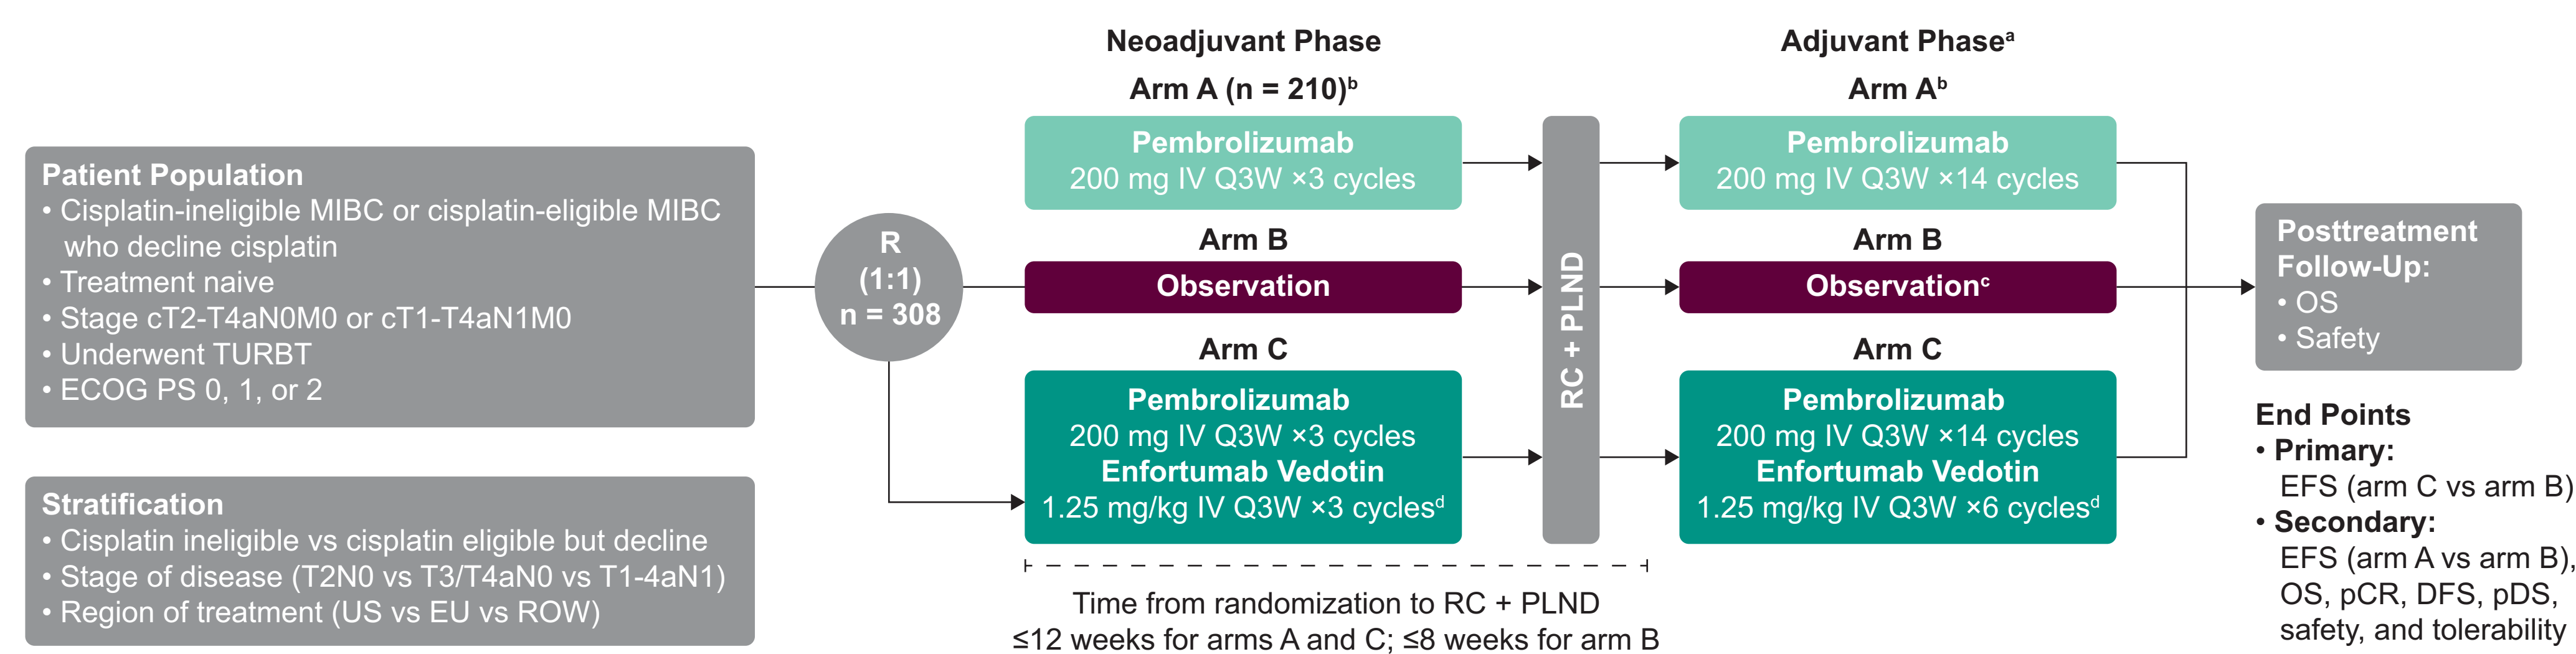 Patient Population
• Cisplatin-ineligible MIBC or cisplatin-eligible MIBC
who decline cisplatin
• Treatment naive
• Stage cT2-T4aN0M0 or cT1-T4aN1M0
• Underwent TURBT
• ECOG PS 0, 1, or 2
Stratification
• Cisplatin ineligible vs cisplatin eligible but decline
• Stage of disease (T2N0 vs T3/T4aN0 vs T1-4aN1)
• Region of treatment (US vs EU vs ROW)
R
(1:1)
n = 308
Neoadjuvant Phase
Arm A (n = 210)ᵇ
Pembrolizumab
200 mg IV Q3W ×3 cycles
Arm B
Observation
Arm C
Pembrolizumab
200 mg IV Q3W ×3 cycles
Enfortumab Vedotin
1.25 mg/kg IV Q3W ×3 cyclesᵈ
Time from randomization to RC + PLND
≤12 weeks for arms A and C; ≤8 weeks for arm B
RC + PLND
Adjuvant Phaseᵃ
Arm Aᵇ
Pembrolizumab
200 mg IV Q3W ×14 cycles
Arm B
Observationᶜ
Arm C
Pembrolizumab
200 mg IV Q3W ×14 cycles
Enfortumab Vedotin
1.25 mg/kg IV Q3W ×6 cyclesᵈ
Posttreatment
Follow-Up:
• OS
• Safety
End Points
• Primary:
EFS (arm C vs arm B)
• Secondary:
EFS (arm A vs arm B),
OS, pCR, DFS, pDS,
safety, and tolerability